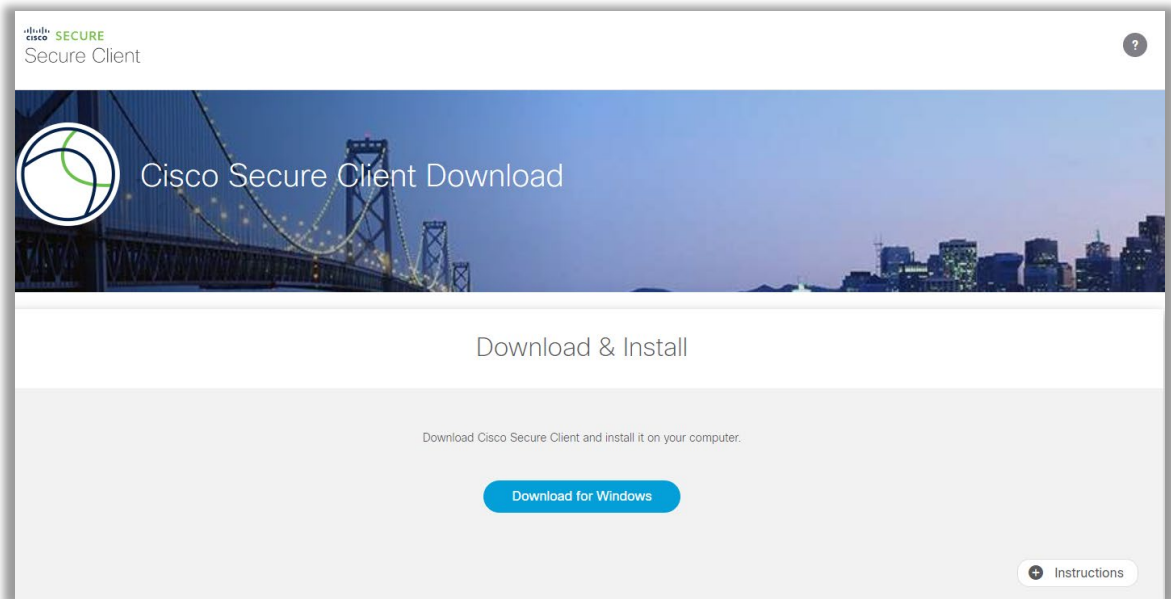 CISCO SECURE
Secure Client
?
Cisco Secure Client Download
Download & Install
Download Cisco Secure Client and install it on your computer.
Download for Windows
Instructions